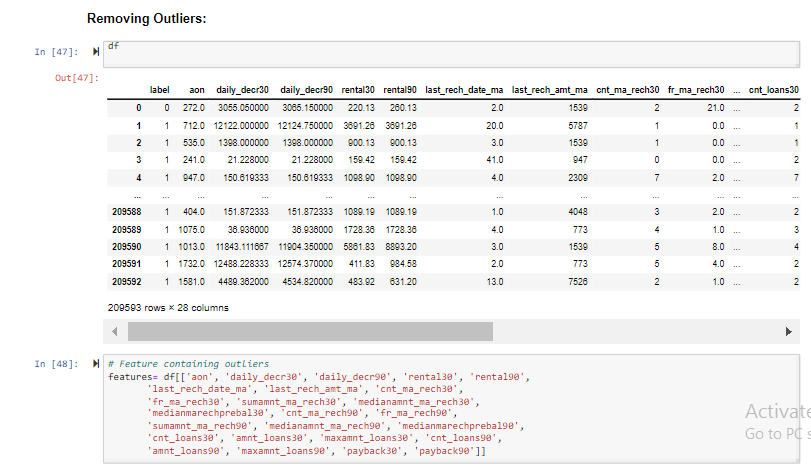 Removing Outliers:
In [47]: df
Out[47]:
label aon daily_decr30 daily_decr90 rental30 rental90 last_rech_date_ma last_rech_amt_ma cnt_ma_rech30 fr_ma_rech30 ... cnt_loans30
0 0 272.0 3055.050000 3065.150000 220.13 260.13 2.0 1539 2 21.0 ... 2
1 1 712.0 12122.000000 12124.750000 3691.26 3691.26 20.0 5787 1 0.0 ... 1
2 1 535.0 1398.000000 1398.000000 900.13 900.13 3.0 1539 1 0.0 ... 1
3 1 241.0 21.228000 21.228000 159.42 159.42 41.0 947 0 0.0 ... 2
4 1 947.0 150.619333 150.619333 1098.90 1098.90 4.0 2309 7 2.0 ... 7
... ... ... ... ... ... ... ... ... ... ... ... ...
209588 1 404.0 151.872333 151.872333 1089.19 1089.19 1.0 4048 3 2.0 ... 2
209589 1 1075.0 36.936000 36.936000 1728.36 1728.36 4.0 773 4 1.0 ... 3
209590 1 1013.0 11843.111667 11904.350000 5861.83 8893.20 3.0 1539 5 8.0 ... 4
209591 1 1732.0 12488.228333 12574.370000 411.83 984.58 2.0 773 5 4.0 ... 2
209592 1 1581.0 4489.362000 4534.820000 483.92 631.20 13.0 7526 2 1.0 ... 2
209593 rows × 28 columns
In [48]: # Feature containing outliers
features= df[['aon', 'daily_decr30', 'daily_decr90', 'rental30', 'rental90',
'last_rech_date_ma', 'last_rech_amt_ma', 'cnt_ma_rech30',
'fr_ma_rech30', 'sumamnt_ma_rech30', 'medianamnt_ma_rech30',
'medianmarechprebal30', 'cnt_ma_rech90', 'fr_ma_rech90',
'sumamnt_ma_rech90', 'medianamnt_ma_rech90', 'medianmarechprebal90',
'cnt_loans30', 'amnt_loans30', 'maxamnt_loans30', 'cnt_loans90',
'amnt_loans90', 'maxamnt_loans90', 'payback30', 'payback90']]
Activate
Go to PC s